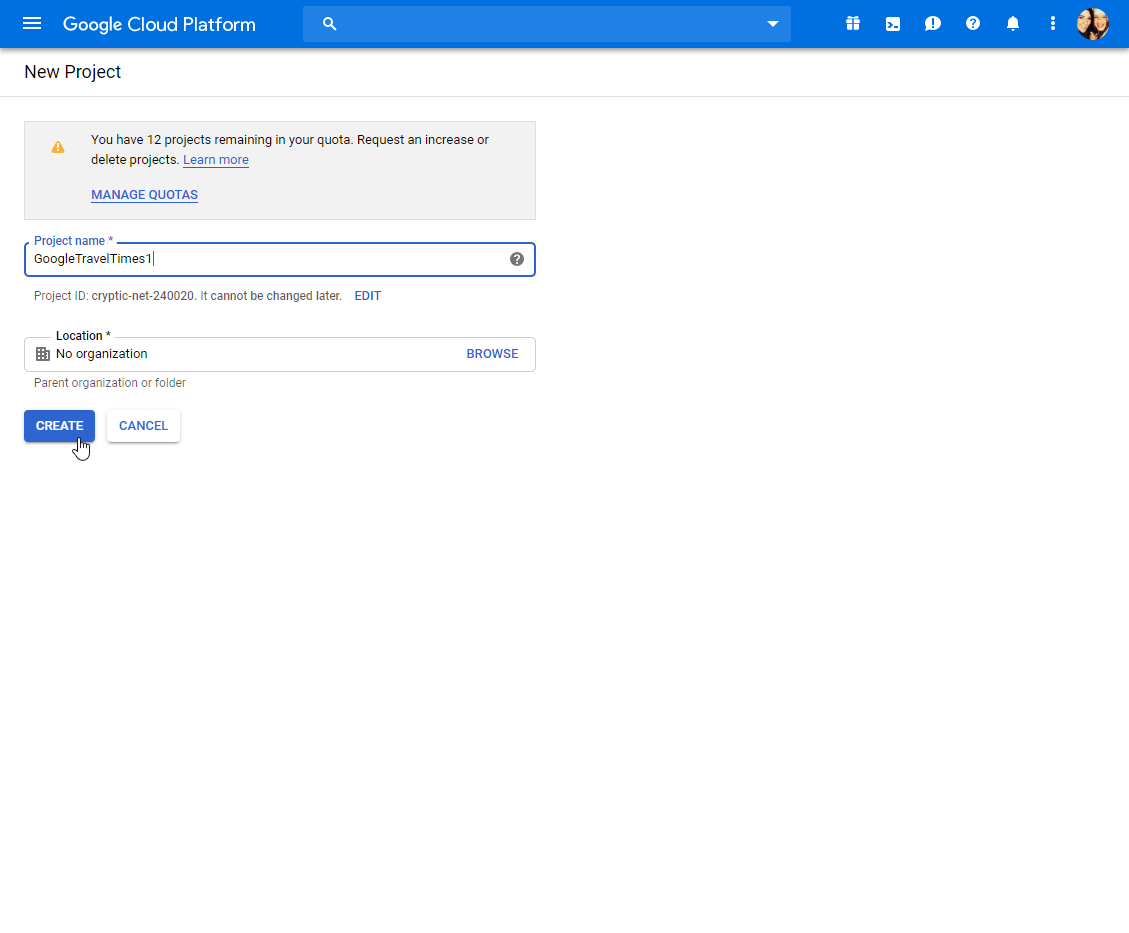 Google Cloud Platform
New Project
You have 12 projects remaining in your quota. Request an increase or
delete projects. Learn more
MANAGE QUOTAS
Project name *
GoogleTravelTimes1
Project ID: cryptic-net-240020. It cannot be changed later. EDIT
Location *
No organization BROWSE
Parent organization or folder
CREATE CANCEL